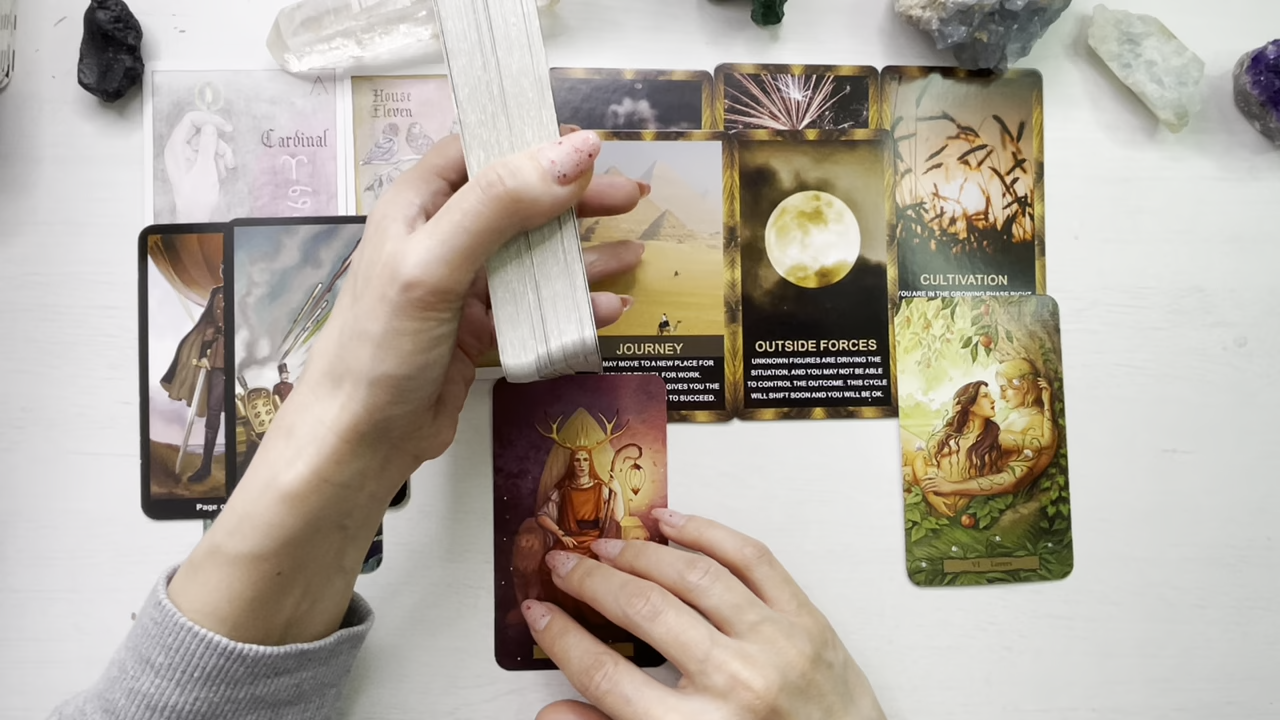 Cardinal
House
Eleven
CULTIVATION
YOU ARE IN THE GROWING PHASE RIGHT
JOURNEY
MAY MOVE TO A NEW PLACE FOR
FOR WORK.
GIVES YOU THE
TO SUCCEED.
OUTSIDE FORCES
UNKNOWN FIGURES ARE DRIVING THE
SITUATION, AND YOU MAY NOT BE ABLE
TO CONTROL THE OUTCOME. THIS CYCLE
WILL SHIFT SOON AND YOU WILL BE OK.
Page
VI Lovers